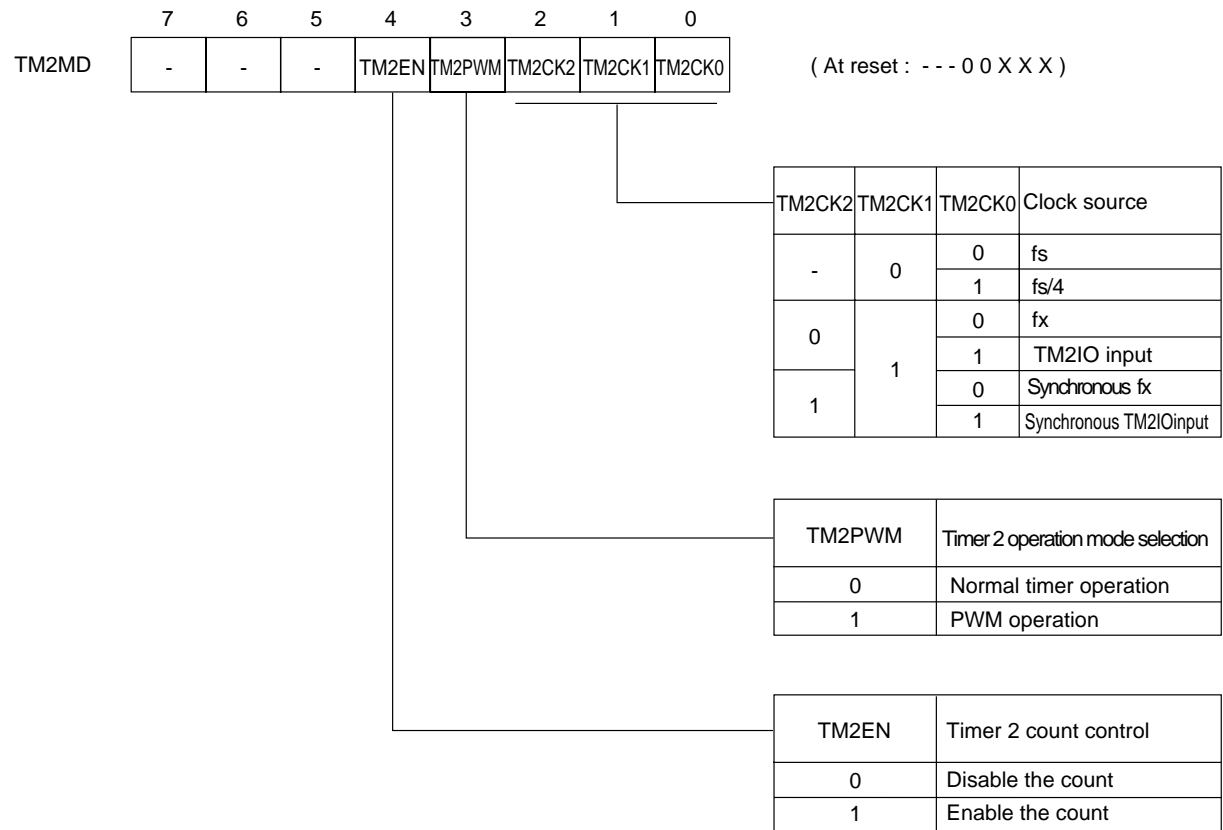 7 6 5 4 3 2 1 0
TM2MD - - - TM2EN TM2PWM TM2CK2 TM2CK1 TM2CK0 ( At reset : - - - 0 0 X X X )
TM2CK2 TM2CK1 TM2CK0 Clock source
- 0 0 fs
1 fs/4
0 1 0 fx
1 TM2IO input
1 0 Synchronous fx
1 Synchronous TM2IOinput
TM2PWM Timer 2 operation mode selection
0 Normal timer operation
1 PWM operation
TM2EN Timer 2 count control
0 Disable the count
1 Enable the count